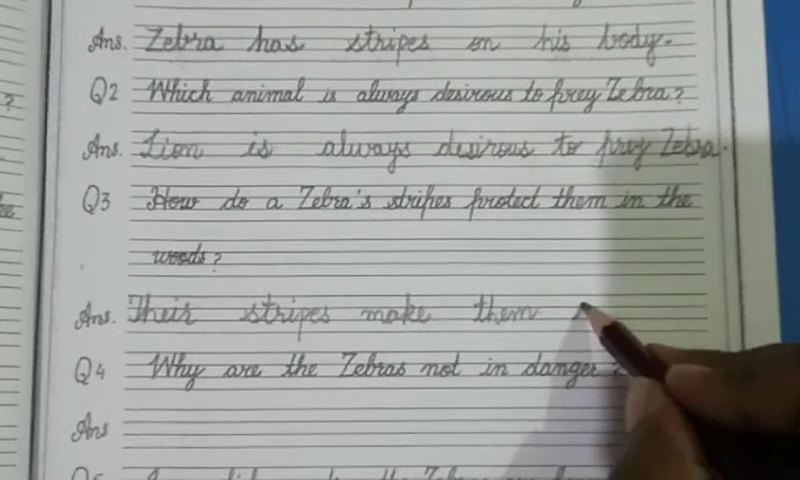 Ans. Zebra has stripes on his body.
Q2 Which animal is always desirous to prey Zebra?
?
Ans. Lion is always desirous to prey Zebra.
Q3 How do a Zebra's stripes protect them in the
woods?
Ans. Their stripes make them
Q4 Why are the Zebras not in danger?
Ans